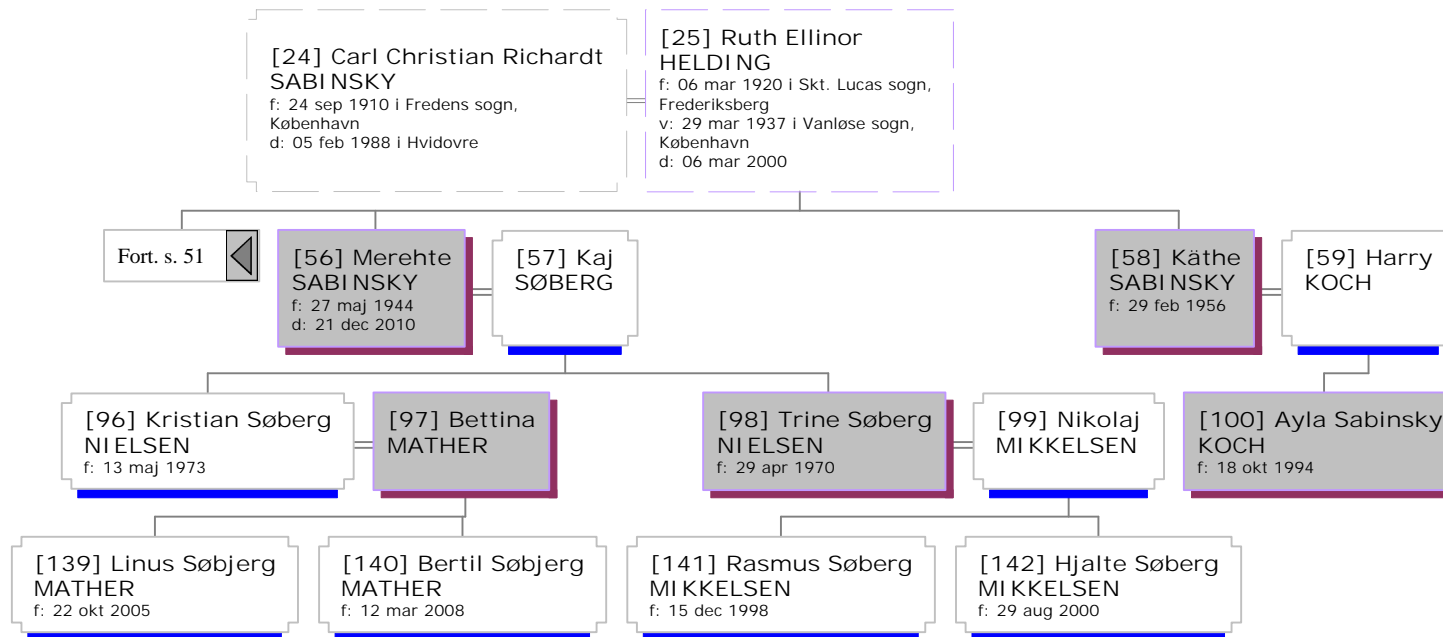 [24] Carl Christian Richardt
SABINSKY
f: 24 sep 1910 i Fredens sogn,
København
d: 05 feb 1988 i Hvidovre
[25] Ruth Ellinor
HELDING
f: 06 mar 1920 i Skt. Lucas sogn,
Frederiksberg
v: 29 mar 1937 i Vanløse sogn,
København
d: 06 mar 2000
Fort. s. 51
[56] Merehte
SABINSKY
f: 27 maj 1944
d: 21 dec 2010
[57] Kaj
SØBERG
[58] Käthe
SABINSKY
f: 29 feb 1956
[59] Harry
KOCH
[96] Kristian Søberg
NIELSEN
f: 13 maj 1973
[97] Bettina
MATHER
[98] Trine Søberg
NIELSEN
f: 29 apr 1970
[99] Nikolaj
MIKKELSEN
[100] Ayla Sabinsky
KOCH
f: 18 okt 1994
[139] Linus Søbjerg
MATHER
f: 22 okt 2005
[140] Bertil Søbjerg
MATHER
f: 12 mar 2008
[141] Rasmus Søberg
MIKKELSEN
f: 15 dec 1998
[142] Hjalte Søberg
MIKKELSEN
f: 29 aug 2000